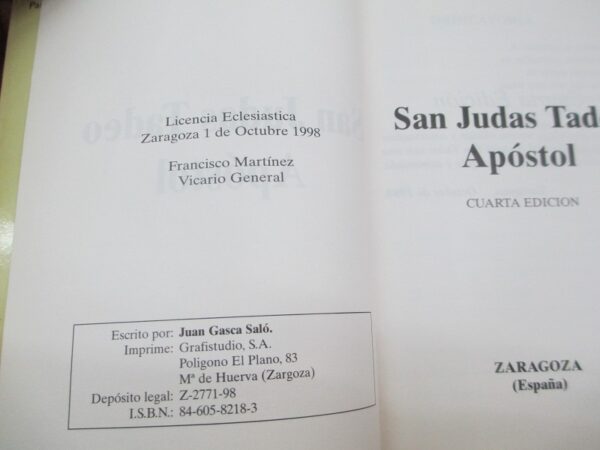 Licencia Eclesiastica
Zaragoza 1 de Octubre 1998
Francisco Martínez
Vicario General
Escrito por: Juan Gasca Saló.
Imprime: Grafistudio, S.A.
Poligono El Plano, 83
Mª de Huerva (Zargoza)
Depósito legal: Z-2771-98
I.S.B.N.: 84-605-8218-3
San Judas Tad
Apóstol
CUARTA EDICION
ZARAGOZA
(España)